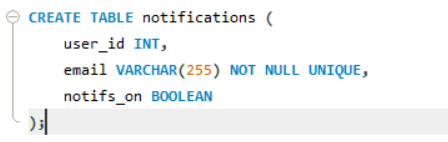 CREATE TABLE notifications (
    user_id INT,
    email VARCHAR(255) NOT NULL UNIQUE,
    notifs_on BOOLEAN
);